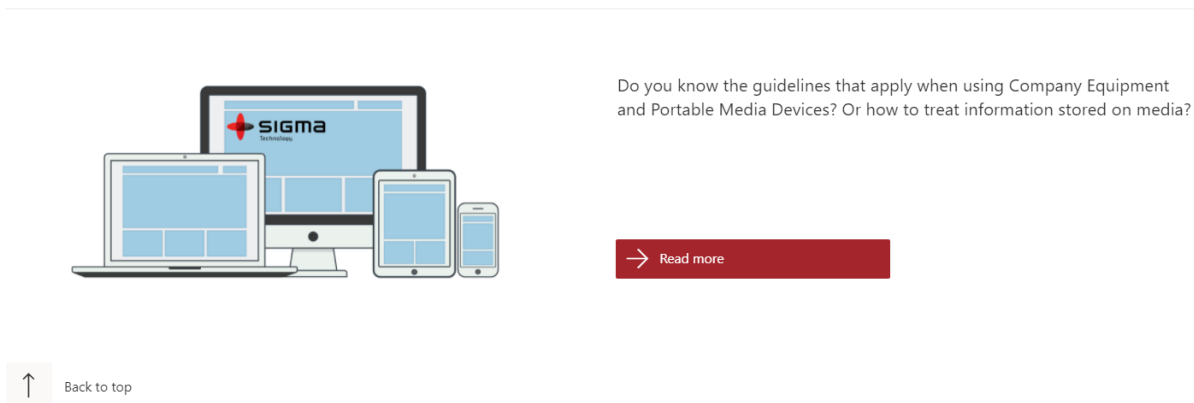 SIGMA
Technology
Do you know the guidelines that apply when using Company Equipment
and Portable Media Devices? Or how to treat information stored on media?
Read more
Back to top